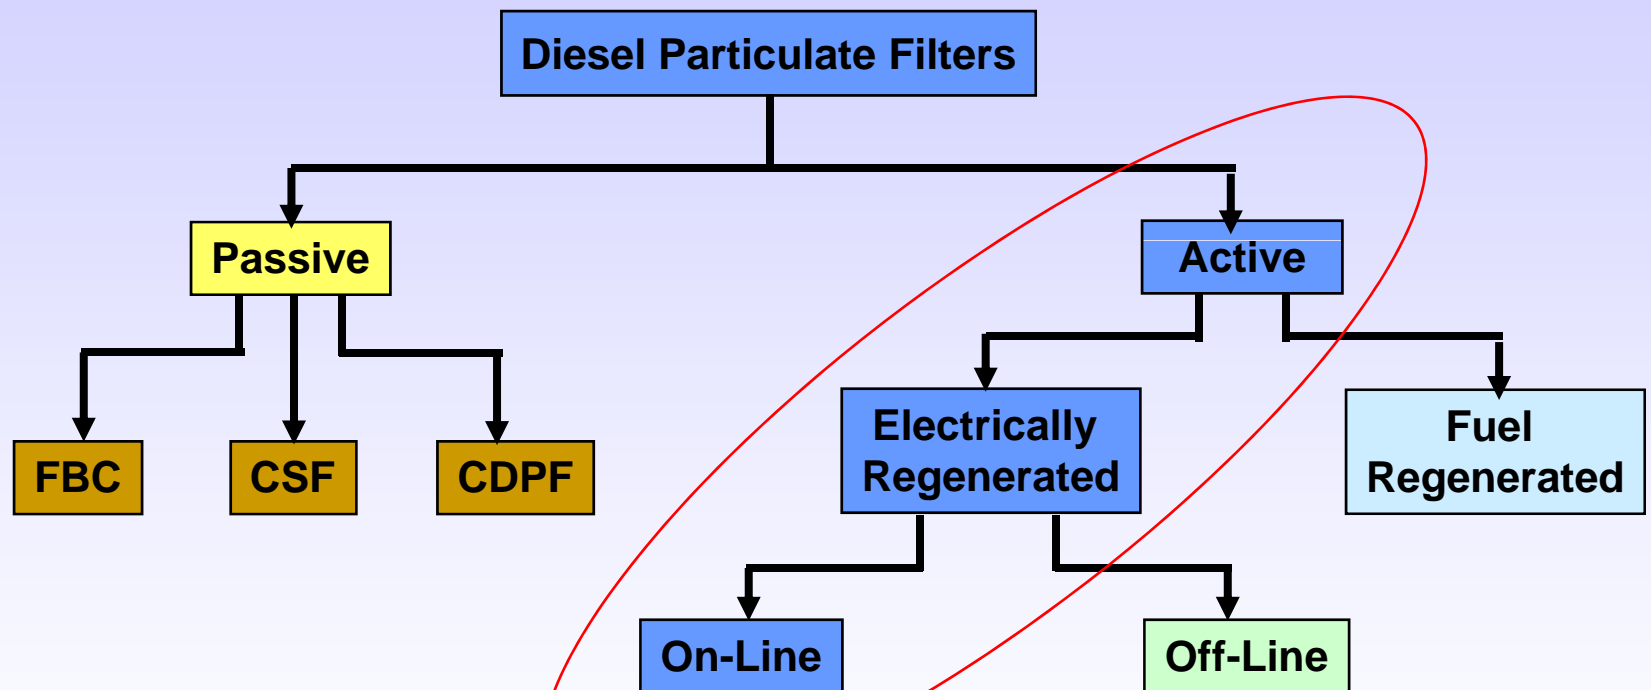 Diesel Particulate Filters
Passive
Active
FBC
CSF
CDPF
Electrically
Regenerated
Fuel
Regenerated
On-Line
Off-Line